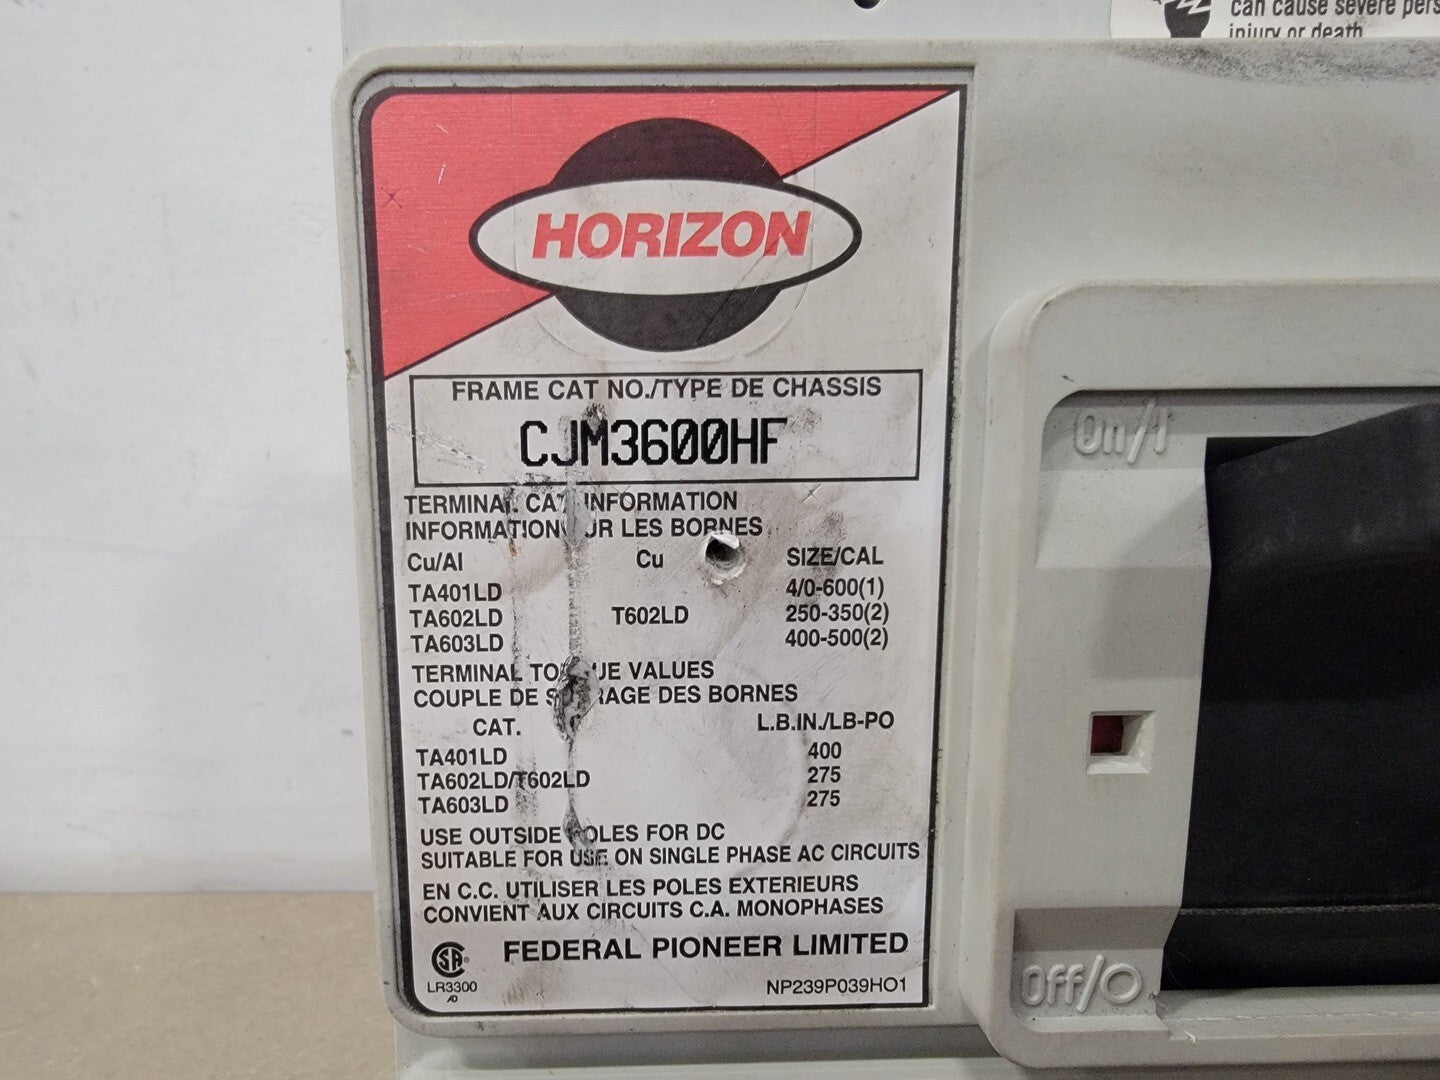 can cause severe pers
injury or death
HORIZON
FRAME CAT NO./TYPE DE CHASSIS
CJM3600HF
TERMINAL CAT INFORMATION
INFORMATION UR LES BORNES
Cu/Al Cu SIZE/CAL
TA401LD 4/0-600(1)
TA602LD T602LD 250-350(2)
TA603LD 400-500(2)
TERMINAL TORQUE VALUES
COUPLE DE SERRAGE DES BORNES
CAT. L.B.IN./LB-PO
TA401LD 400
TA602LD/T602LD 275
TA603LD 275
USE OUTSIDE POLES FOR DC
SUITABLE FOR USE ON SINGLE PHASE AC CIRCUITS
EN C.C. UTILISER LES POLES EXTERIEURS
CONVIENT AUX CIRCUITS C.A. MONOPHASES
SA® FEDERAL PIONEER LIMITED
LR3300 NP239P039HO1
On/I
Off/O